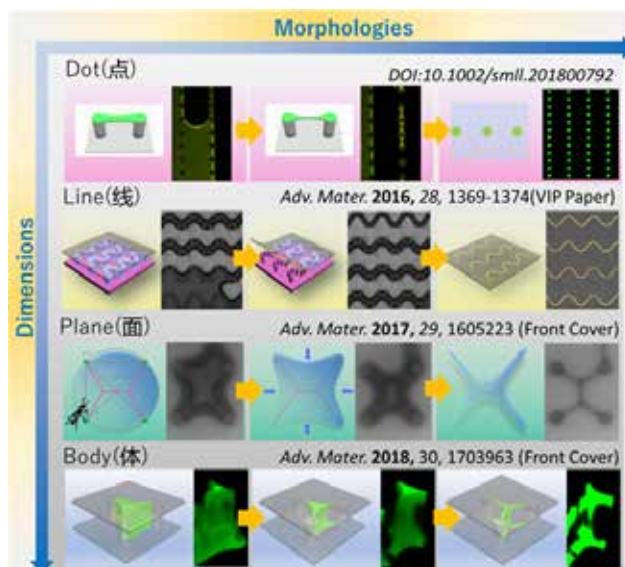 Morphologies
Dimensions
Dot(点)
DOI:10.1002/smll.201800792
Line(线)
Adv. Mater. 2016, 28, 1369-1374(VIP Paper)
Plane(面)
Adv. Mater. 2017, 29, 1605223 (Front Cover)
Body(体)
Adv. Mater. 2018, 30, 1703963 (Front Cover)